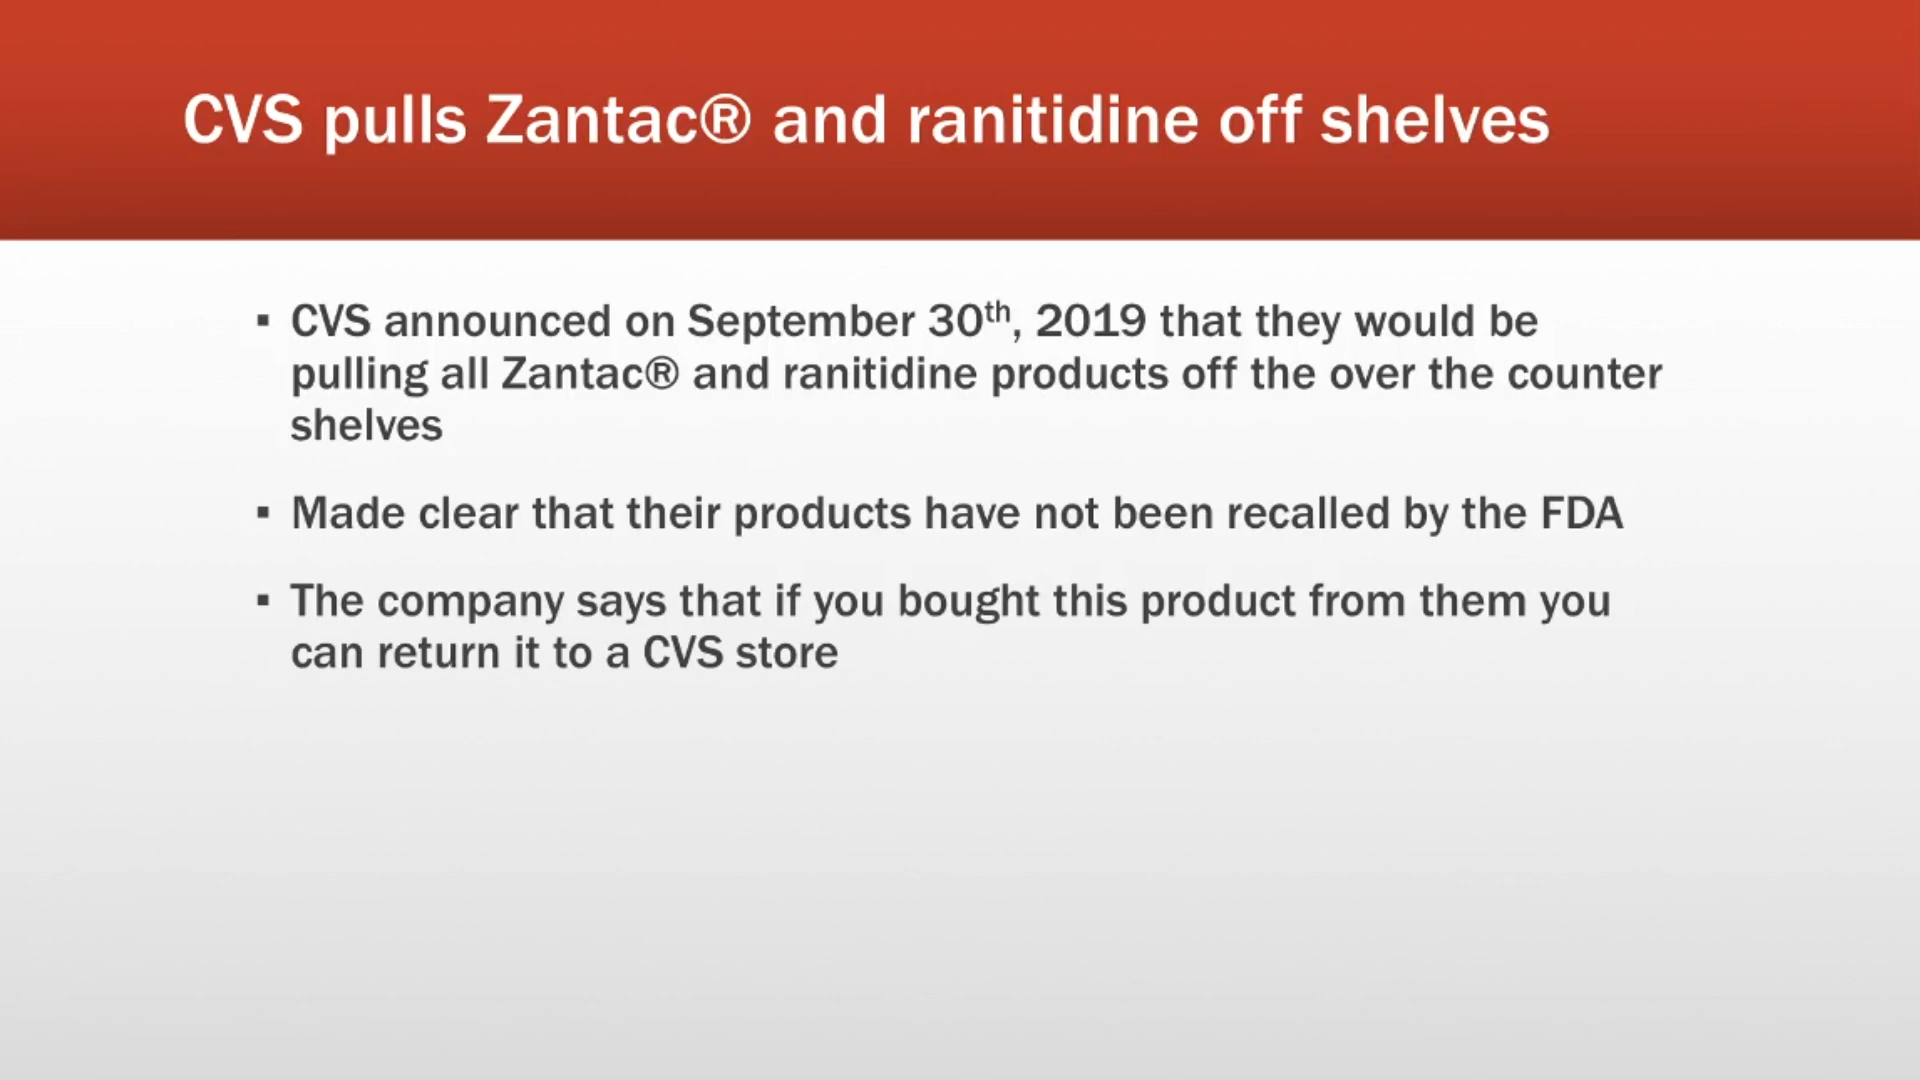 CVS pulls Zantac® and ranitidine off shelves
▪ CVS announced on September 30th, 2019 that they would be
pulling all Zantac® and ranitidine products off the over the counter
shelves
▪ Made clear that their products have not been recalled by the FDA
▪ The company says that if you bought this product from them you
can return it to a CVS store